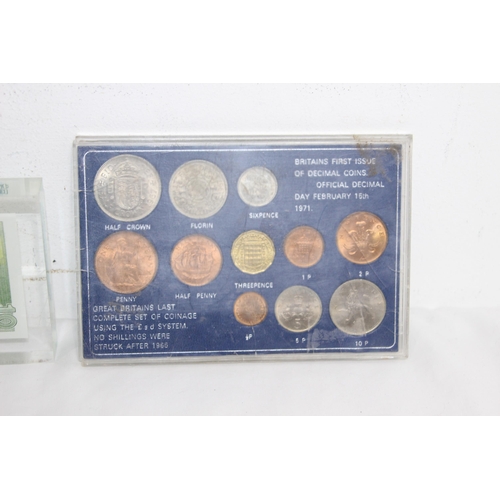 BRITAINS FIRST ISSUE
OF DECIMAL COINS.
OFFICIAL DECIMAL
DAY FEBRUARY 15th
1971.
HALF CROWN
FLORIN
SIXPENCE
PENNY
HALF PENNY
THREEPENCE
1 P
2 P
GREAT BRITAINS LAST
COMPLETE SET OF COINAGE
USING THE £ s d SYSTEM.
NO SHILLINGS WERE
STRUCK AFTER 1966
½P
5 P
10 P